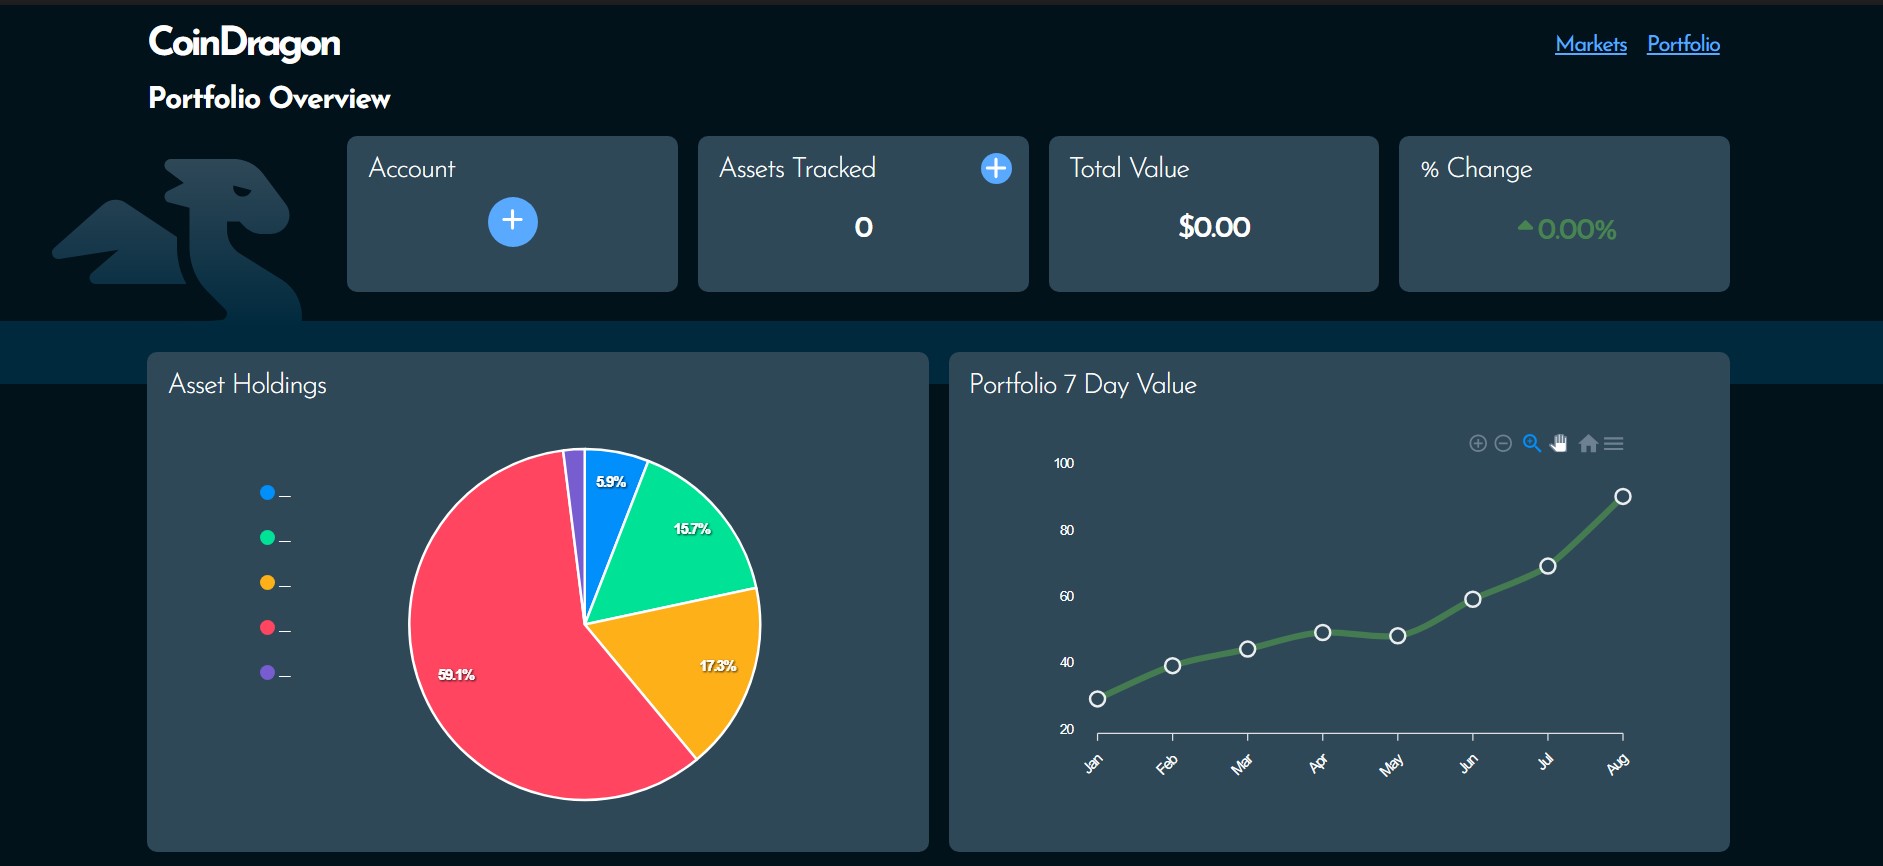 CoinDragon
Markets Portfolio
Portfolio Overview
Account
Assets Tracked
0
Total Value
$0.00
% Change
0.00%
Asset Holdings
—
—
—
—
—
5.9%
15.7%
17.3%
59.1%
Portfolio 7 Day Value
100
80
60
40
20
Jan Feb Mar Apr May Jun Jul Aug